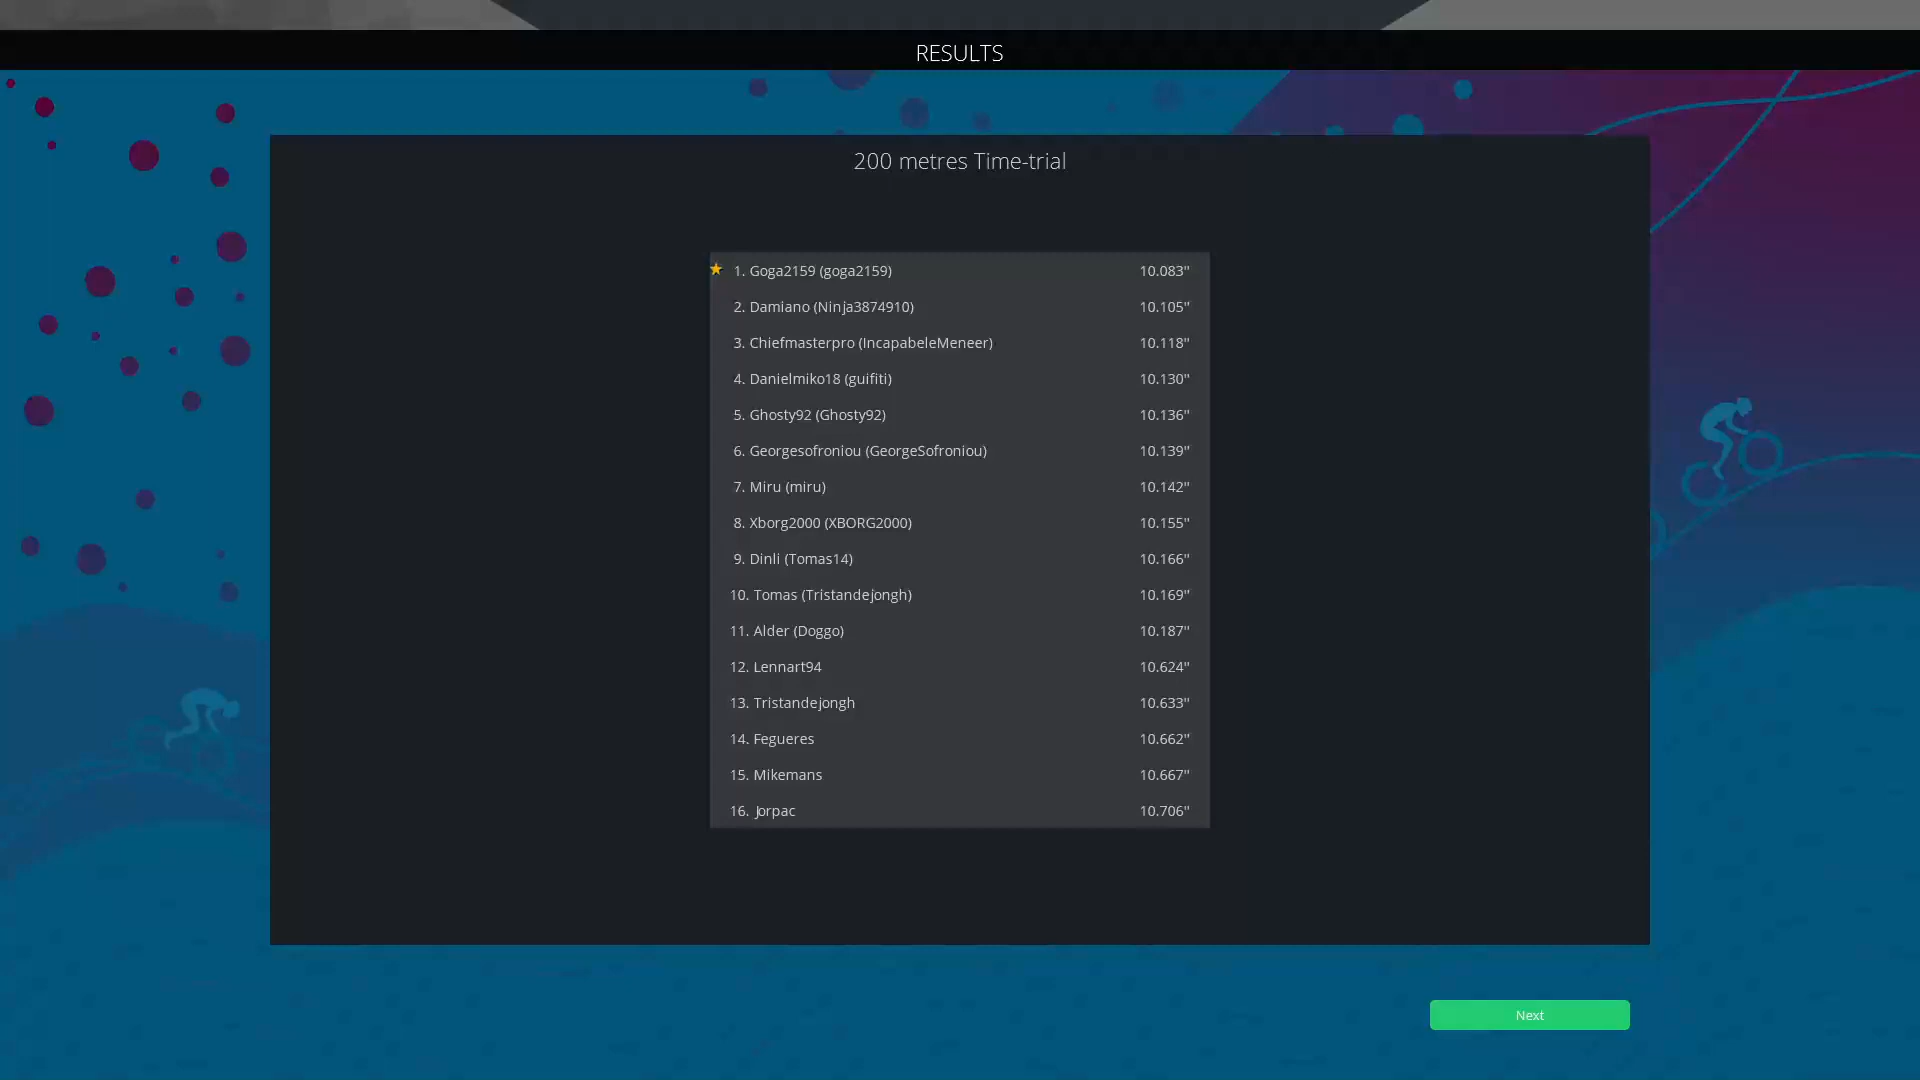 RESULTS
200 metres Time-trial
1. Goga2159 (goga2159) 10.083"
2. Damiano (Ninja3874910) 10.105"
3. Chiefmasterpro (IncapabeleMeneer) 10.118"
4. Danielmiko18 (guifiti) 10.130"
5. Ghosty92 (Ghosty92) 10.136"
6. Georgesofroniou (GeorgeSofroniou) 10.139"
7. Miru (miru) 10.142"
8. Xborg2000 (XBORG2000) 10.155"
9. Dinli (Tomas14) 10.166"
10. Tomas (Tristandejongh) 10.169"
11. Alder (Doggo) 10.187"
12. Lennart94 10.624"
13. Tristandejongh 10.633"
14. Fegueres 10.662"
15. Mikemans 10.667"
16. Jorpac 10.706"
Next